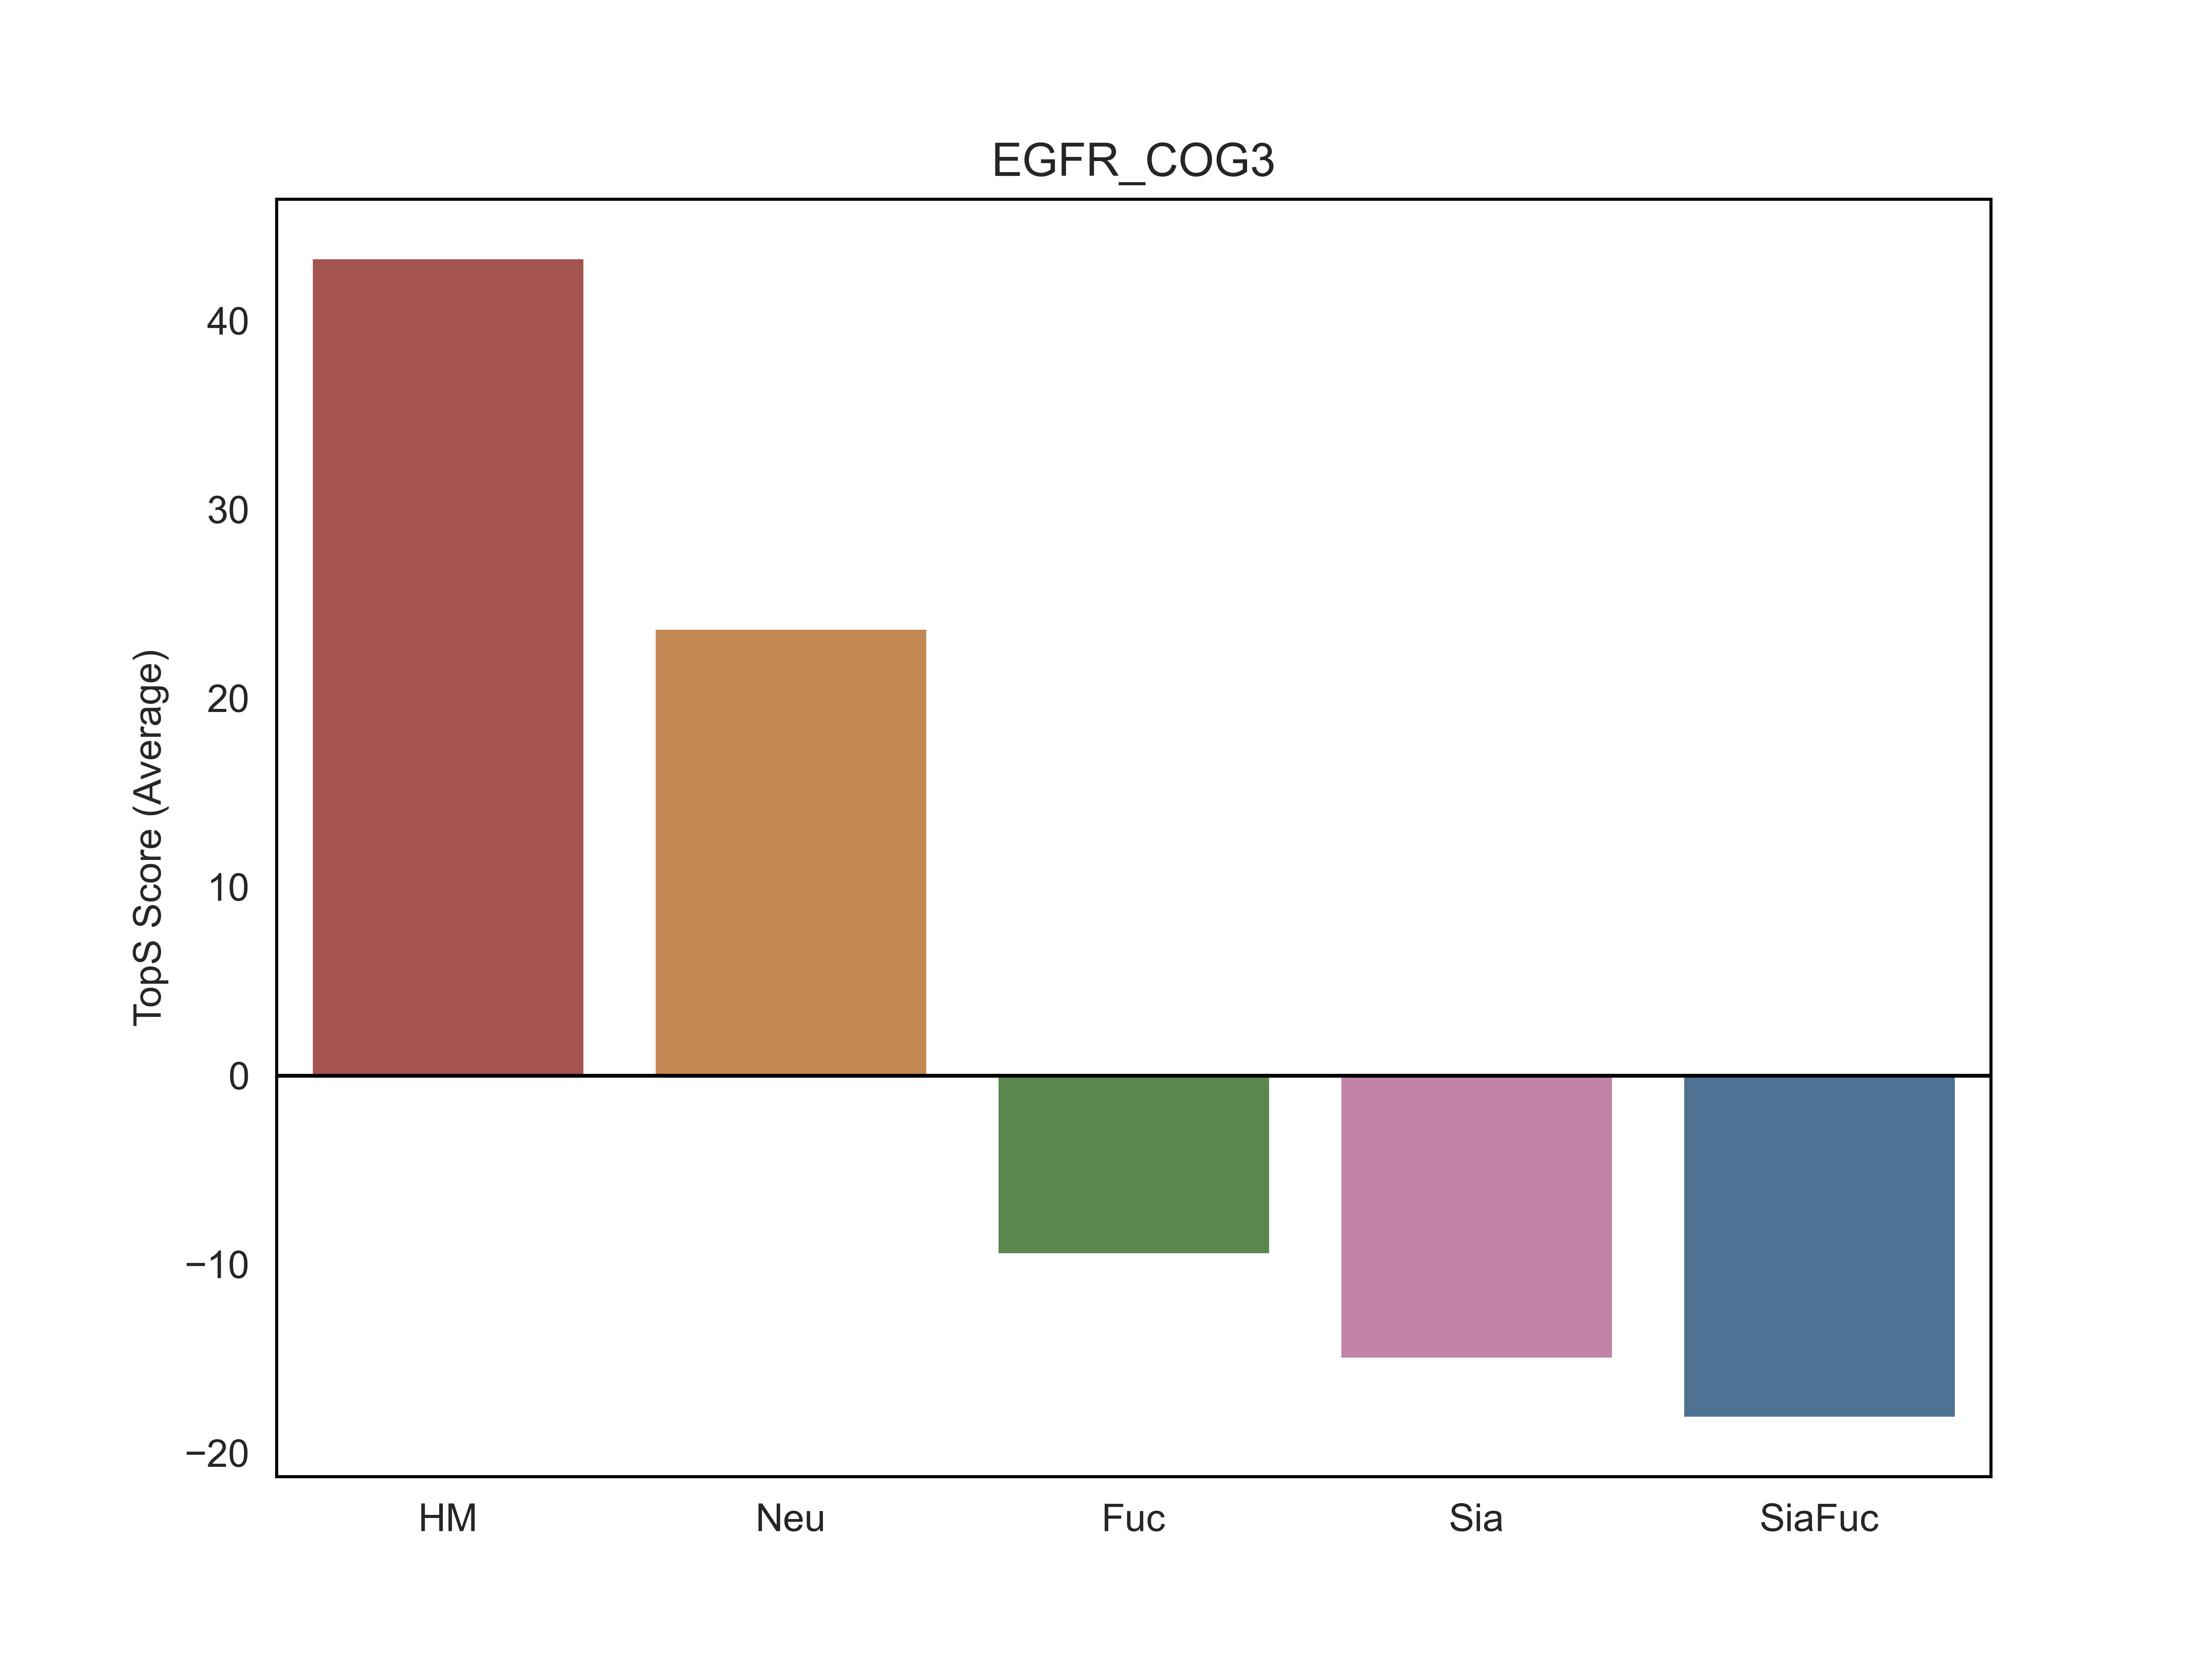 EGFR_COG3
TopS Score (Average)
40
30
20
10
0
−10
−20
HM
Neu
Fuc
Sia
SiaFuc